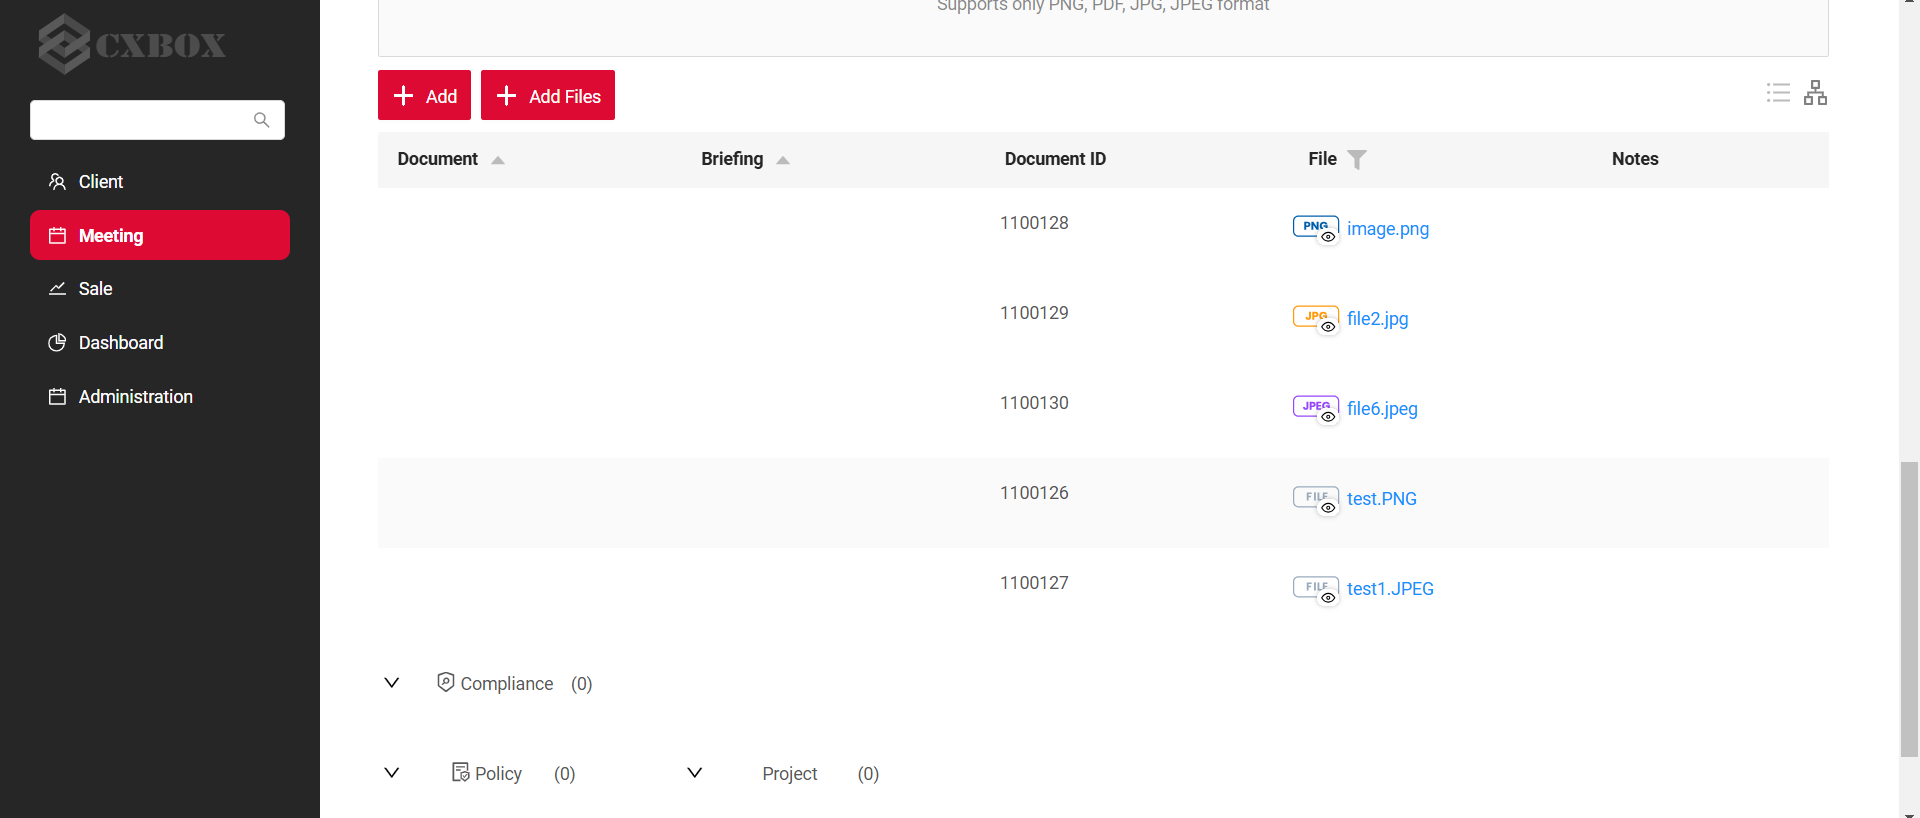 CXBOX
Client
Meeting
Sale
Dashboard
Administration
Supports only PNG, PDF, JPG, JPEG format
Add
Add Files
Document Briefing Document ID File Notes
1100128 PNG image.png
1100129 JPG file2.jpg
1100130 JPEG file6.jpeg
1100126 FILE test.PNG
1100127 FILE test1.JPEG
Compliance (0)
Policy (0) Project (0)